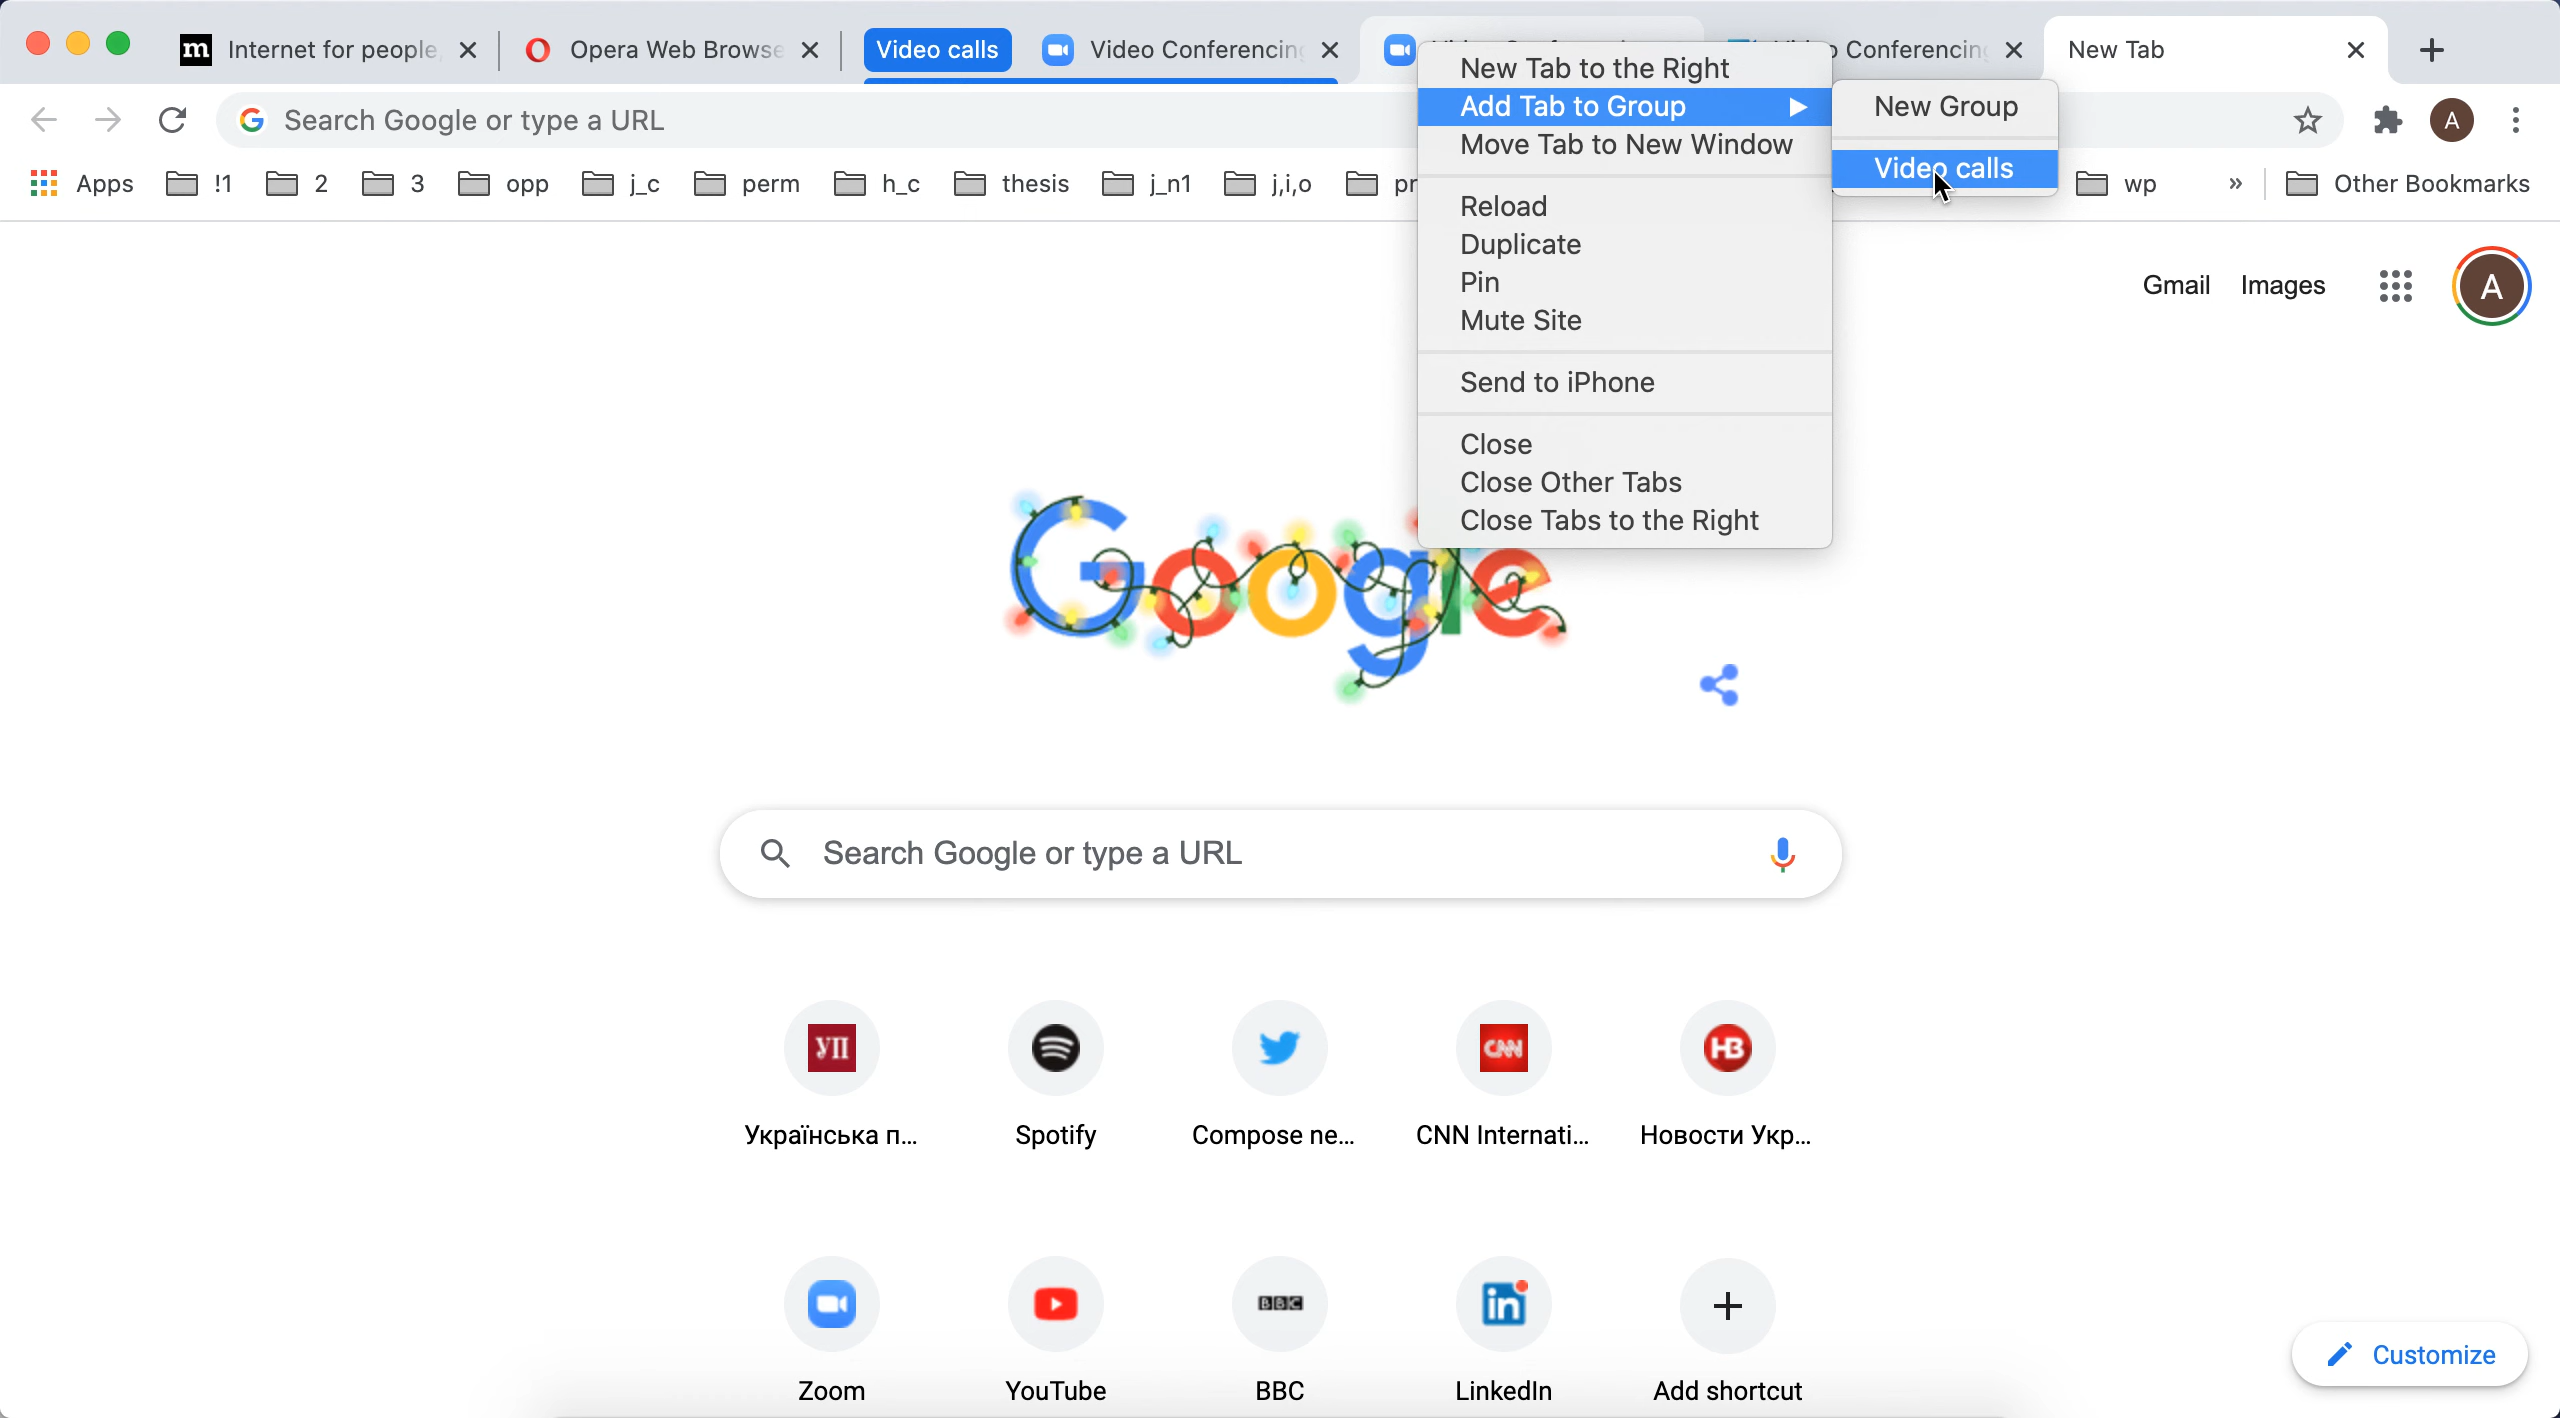 m Internet for people, Opera Web Browse Video calls Video Conferencing Conferencing New Tab
Search Google or type a URL
Apps !1 2 3 opp j_c perm h_c thesis j_n1 j,i,o pr wp » Other Bookmarks
New Tab to the Right
Add Tab to Group
Move Tab to New Window
Reload
Duplicate
Pin
Mute Site
Send to iPhone
Close
Close Other Tabs
Close Tabs to the Right
New Group
Video calls
A
Gmail Images A
Google
Search Google or type a URL
УП CNN НВ
Українська п... Spotify Compose ne... CNN Internati... Новости Укр...
BBC in
Zoom YouTube BBC LinkedIn Add shortcut
Customize